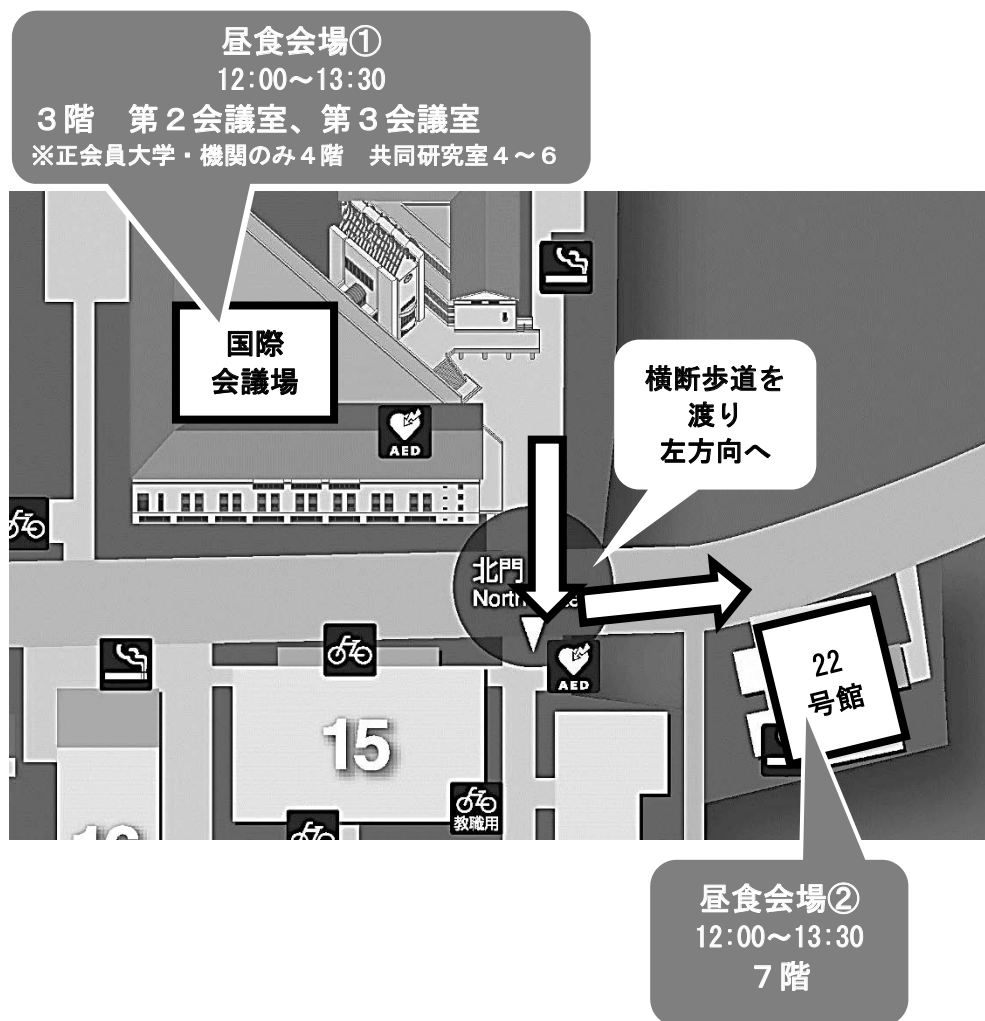 昼食会場①
12:00～13:30
３階　第２会議室、第３会議室
※正会員大学・機関のみ４階　共同研究室４～６
国際
会議場
AED
横断歩道を
渡り
左方向へ
北門
North
AED
22
号館
15
教職用
昼食会場②
12:00～13:30
７階